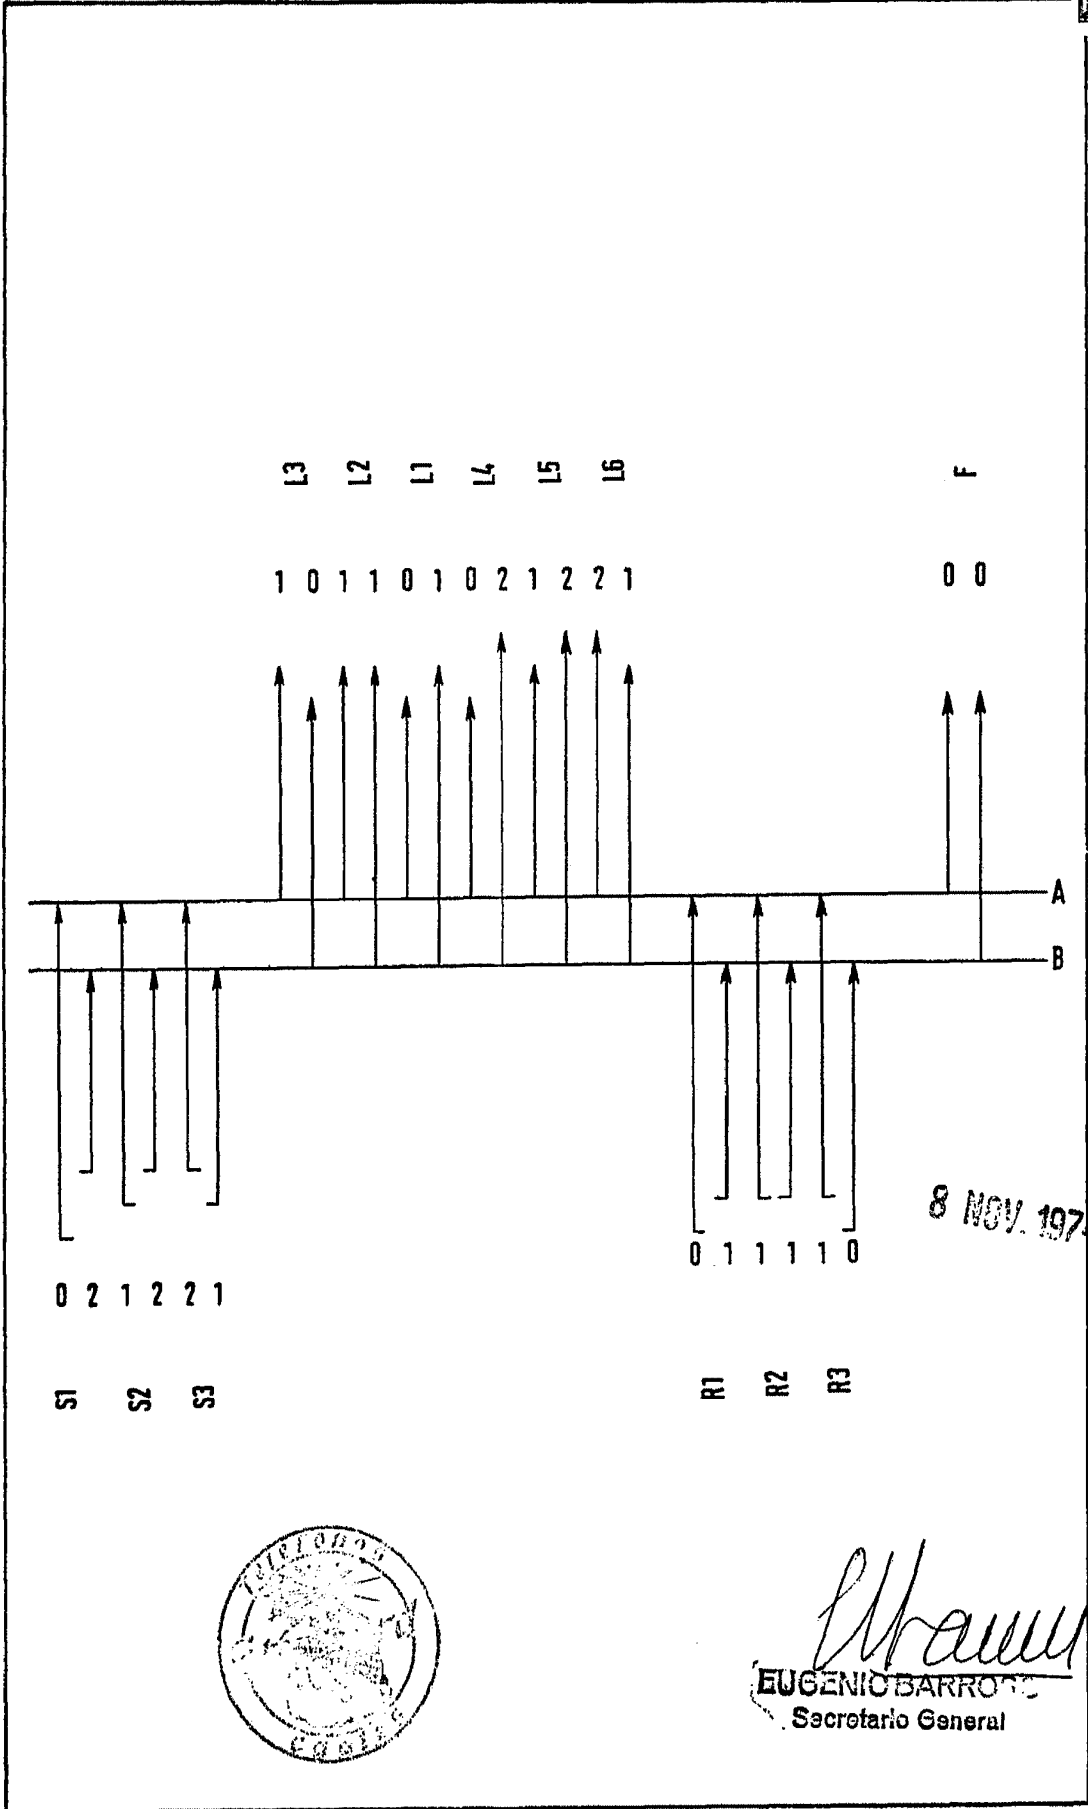 L3 L2 L1 L4 L5 L6 F
1 0 1 1 0 1 0 2 1 2 2 1 0 0
A
B
8 NOV. 197
0 1 1 1 1 0
0 2 1 2 2 1
R1 R2 R3
S1 S2 S3
EUGENIO BARROSO
Secretario General